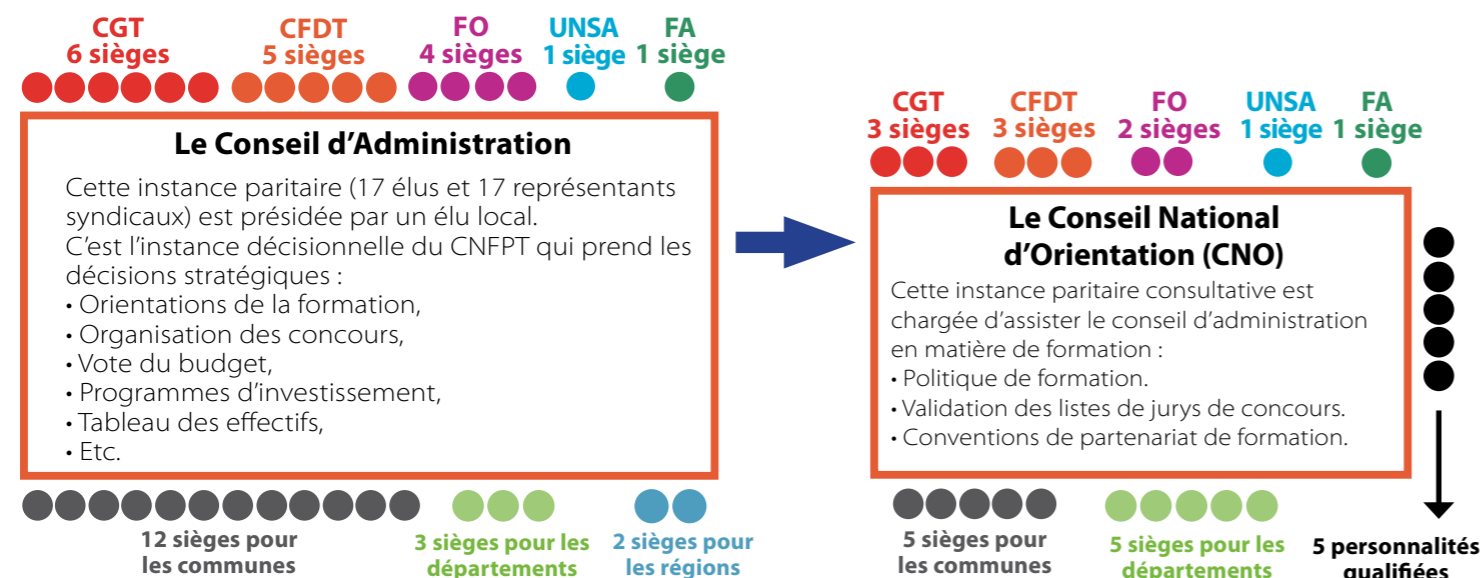 CGT
6 sièges
CFDT
5 sièges
FO
4 sièges
UNSA
1 siège
FA
1 siège
Le Conseil d’Administration
Cette instance paritaire (17 élus et 17 représentants
syndicaux) est présidée par un élu local.
C’est l’instance décisionnelle du CNFPT qui prend les
décisions stratégiques :
• Orientations de la formation,
• Organisation des concours,
• Vote du budget,
• Programmes d’investissement,
• Tableau des effectifs,
• Etc.
12 sièges pour
les communes
3 sièges pour les
départements
2 sièges pour
les régions
CGT
3 sièges
CFDT
3 sièges
FO
2 sièges
UNSA
1 siège
FA
1 siège
Le Conseil National
d’Orientation (CNO)
Cette instance paritaire consultative est
chargée d’assister le conseil d’administration
en matière de formation :
• Politique de formation.
• Validation des listes de jurys de concours.
• Conventions de partenariat de formation.
5 sièges pour
les communes
5 sièges pour les
départements
5 personnalités
qualifiées